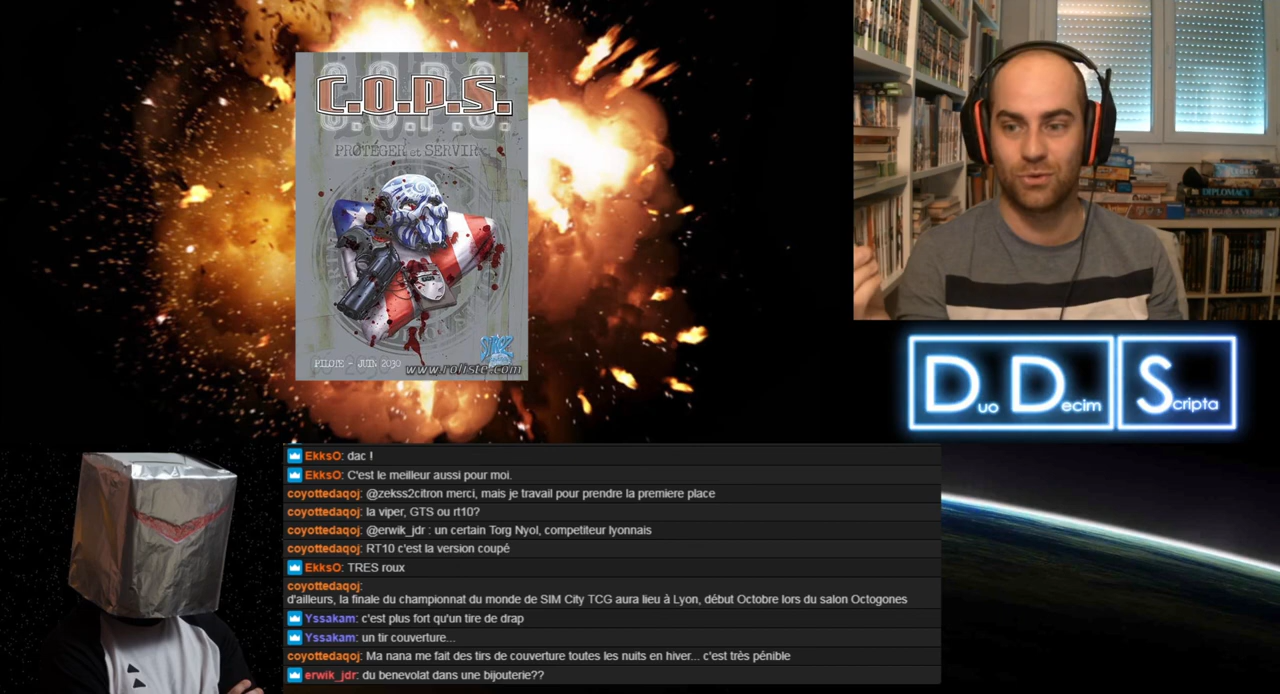 C.O.P.S.
PROTÉGER et SERVIR
PILOTE - JUIN 2030
www.roliste.com
LEGACY
DIPLOMACY
INTRIGUES A VENISE
Duo Decim Scripta
EkksO: dac !
EkksO: C'est le meilleur aussi pour moi.
coyottedaqoj: @zekss2citron merci, mais je travail pour prendre la premiere place
coyottedaqoj: la viper, GTS ou rt10?
coyottedaqoj: @erwik_jdr : un certain Torg Nyol, competiteur lyonnais
coyottedaqoj: RT10 c'est la version coupé
EkksO: TRES roux
coyottedaqoj:
d'ailleurs, la finale du championnat du monde de SIM City TCG aura lieu à Lyon, début Octobre lors du salon Octogones
Yssakam: c'est plus fort qu'un tire de drap
Yssakam: un tir couverture...
coyottedaqoj: Ma nana me fait des tirs de couverture toutes les nuits en hiver... c'est très pénible
erwik_jdr: du benevolat dans une bijouterie??